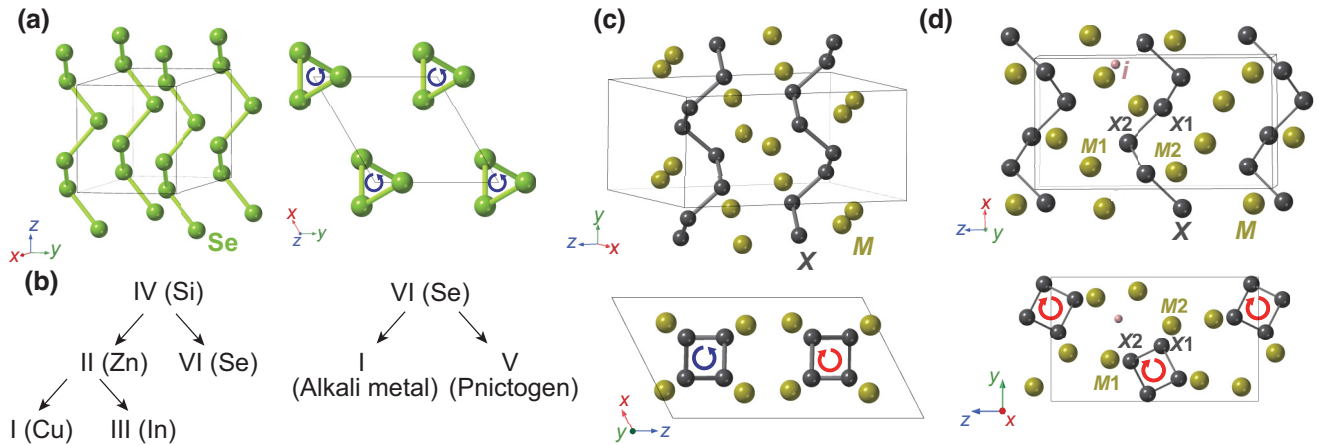 (a)
Se
z
x
y
x
z
y
(b)
IV (Si)
II (Zn)
VI (Se)
I (Cu)
III (In)
VI (Se)
I
(Alkali metal)
V
(Pnictogen)
(c)
M
X
y
z
x
x
y
z
(d)
i
X2
X1
M1
M2
X
M
x
z
y
M2
X2
X1
M1
y
z
x